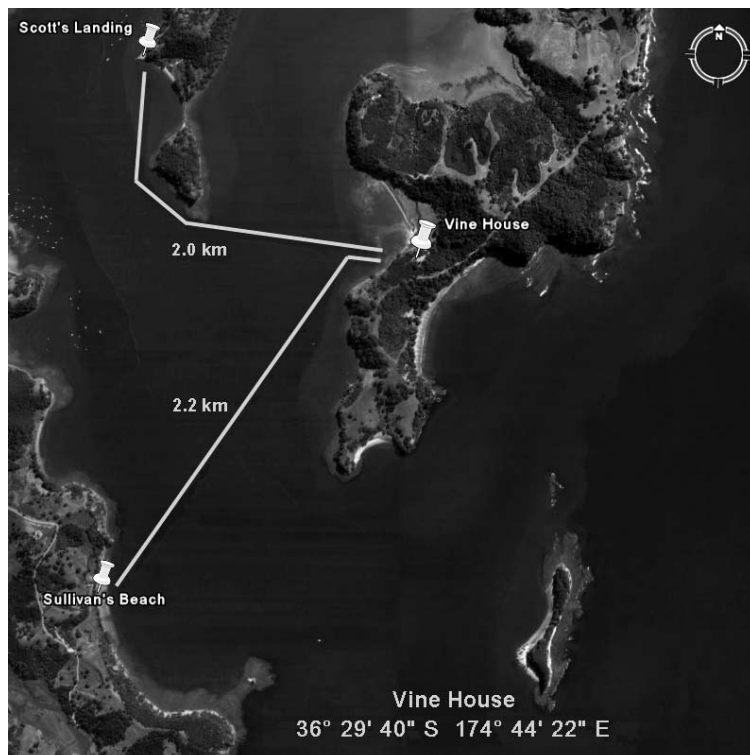 Scott's Landing
N
Vine House
2.0 km
2.2 km
Sullivan's Beach
Vine House
36° 29' 40" S 174° 44' 22" E